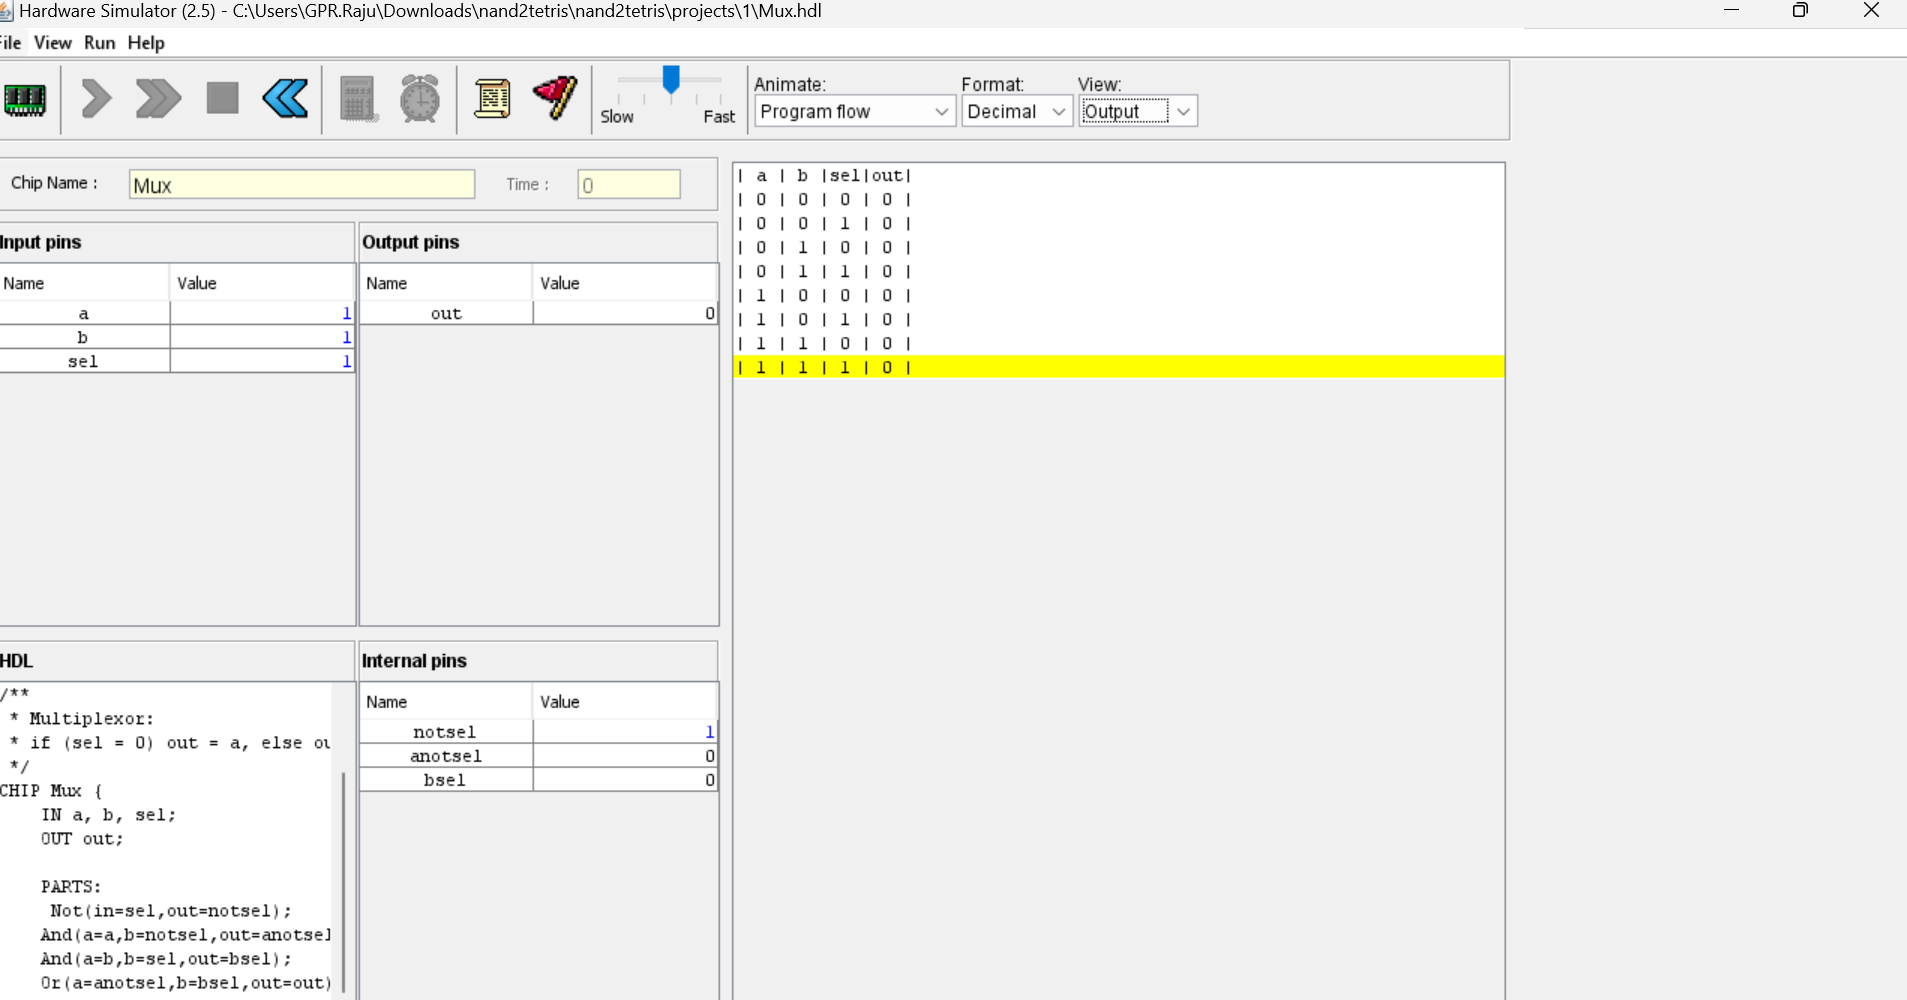 Hardware Simulator (2.5) - C:\Users\GPR.Raju\Downloads\nand2tetris\nand2tetris\projects\1\Mux.hdl
File View Run Help
Slow Fast
Animate: Format: View:
Program flow Decimal Output
Chip Name : Mux Time : 0
Input pins
Name Value
a 1
b 1
sel 1
Output pins
Name Value
out 0
| a | b |sel|out|
| 0 | 0 | 0 | 0 |
| 0 | 0 | 1 | 0 |
| 0 | 1 | 0 | 0 |
| 0 | 1 | 1 | 0 |
| 1 | 0 | 0 | 0 |
| 1 | 0 | 1 | 0 |
| 1 | 1 | 0 | 0 |
| 1 | 1 | 1 | 0 |
HDL
/**
* Multiplexor:
* if (sel = 0) out = a, else ou
*/
CHIP Mux {
IN a, b, sel;
OUT out;
PARTS:
Not(in=sel,out=notsel);
And(a=a,b=notsel,out=anotsel
And(a=b,b=sel,out=bsel);
Or(a=anotsel,b=bsel,out=out)
Internal pins
Name Value
notsel 1
anotsel 0
bsel 0